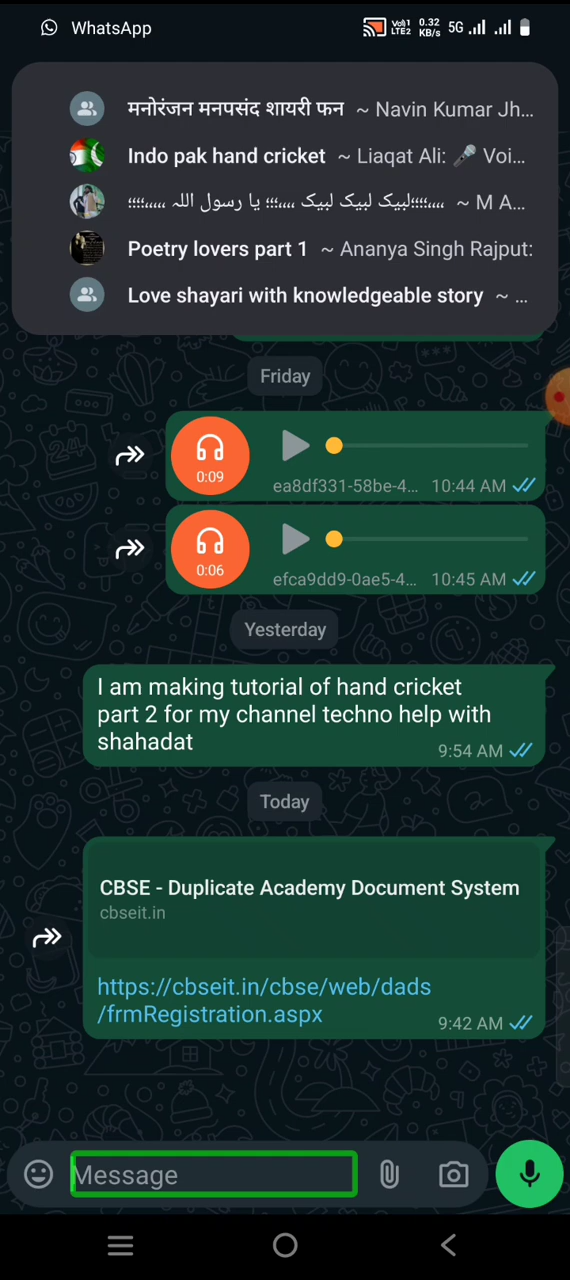 WhatsApp
Vo))1 LTE2 0.32 KB/s 5G
मनोरंजन मनपसंद शायरी फन ~ Navin Kumar Jh...
Indo pak hand cricket ~ Liaqat Ali: 🎤 Voi...
؛؛؛؛،،،،،لبیک لبیک لبیک ،،،،؛؛؛ یا رسول اللہ ،،،،،؛؛؛؛ ~ M A...
Poetry lovers part 1 ~ Ananya Singh Rajput:
Love shayari with knowledgeable story ~ ...
Friday
0:09
ea8df331-58be-4... 10:44 AM
0:06
efca9dd9-0ae5-4... 10:45 AM
Yesterday
I am making tutorial of hand cricket
part 2 for my channel techno help with
shahadat
9:54 AM
Today
CBSE - Duplicate Academy Document System
cbseit.in
https://cbseit.in/cbse/web/dads
/frmRegistration.aspx
9:42 AM
Message